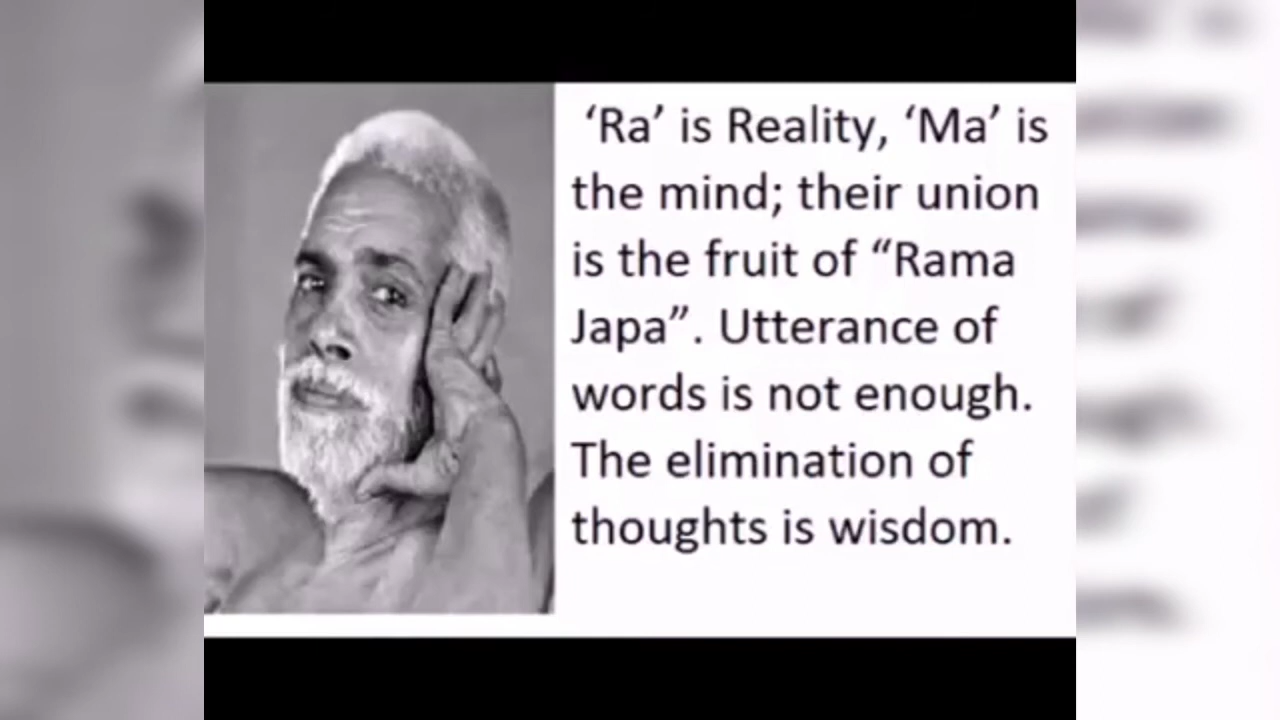 ‘Ra’ is Reality, ‘Ma’ is
the mind; their union
is the fruit of “Rama
Japa”. Utterance of
words is not enough.
The elimination of
thoughts is wisdom.